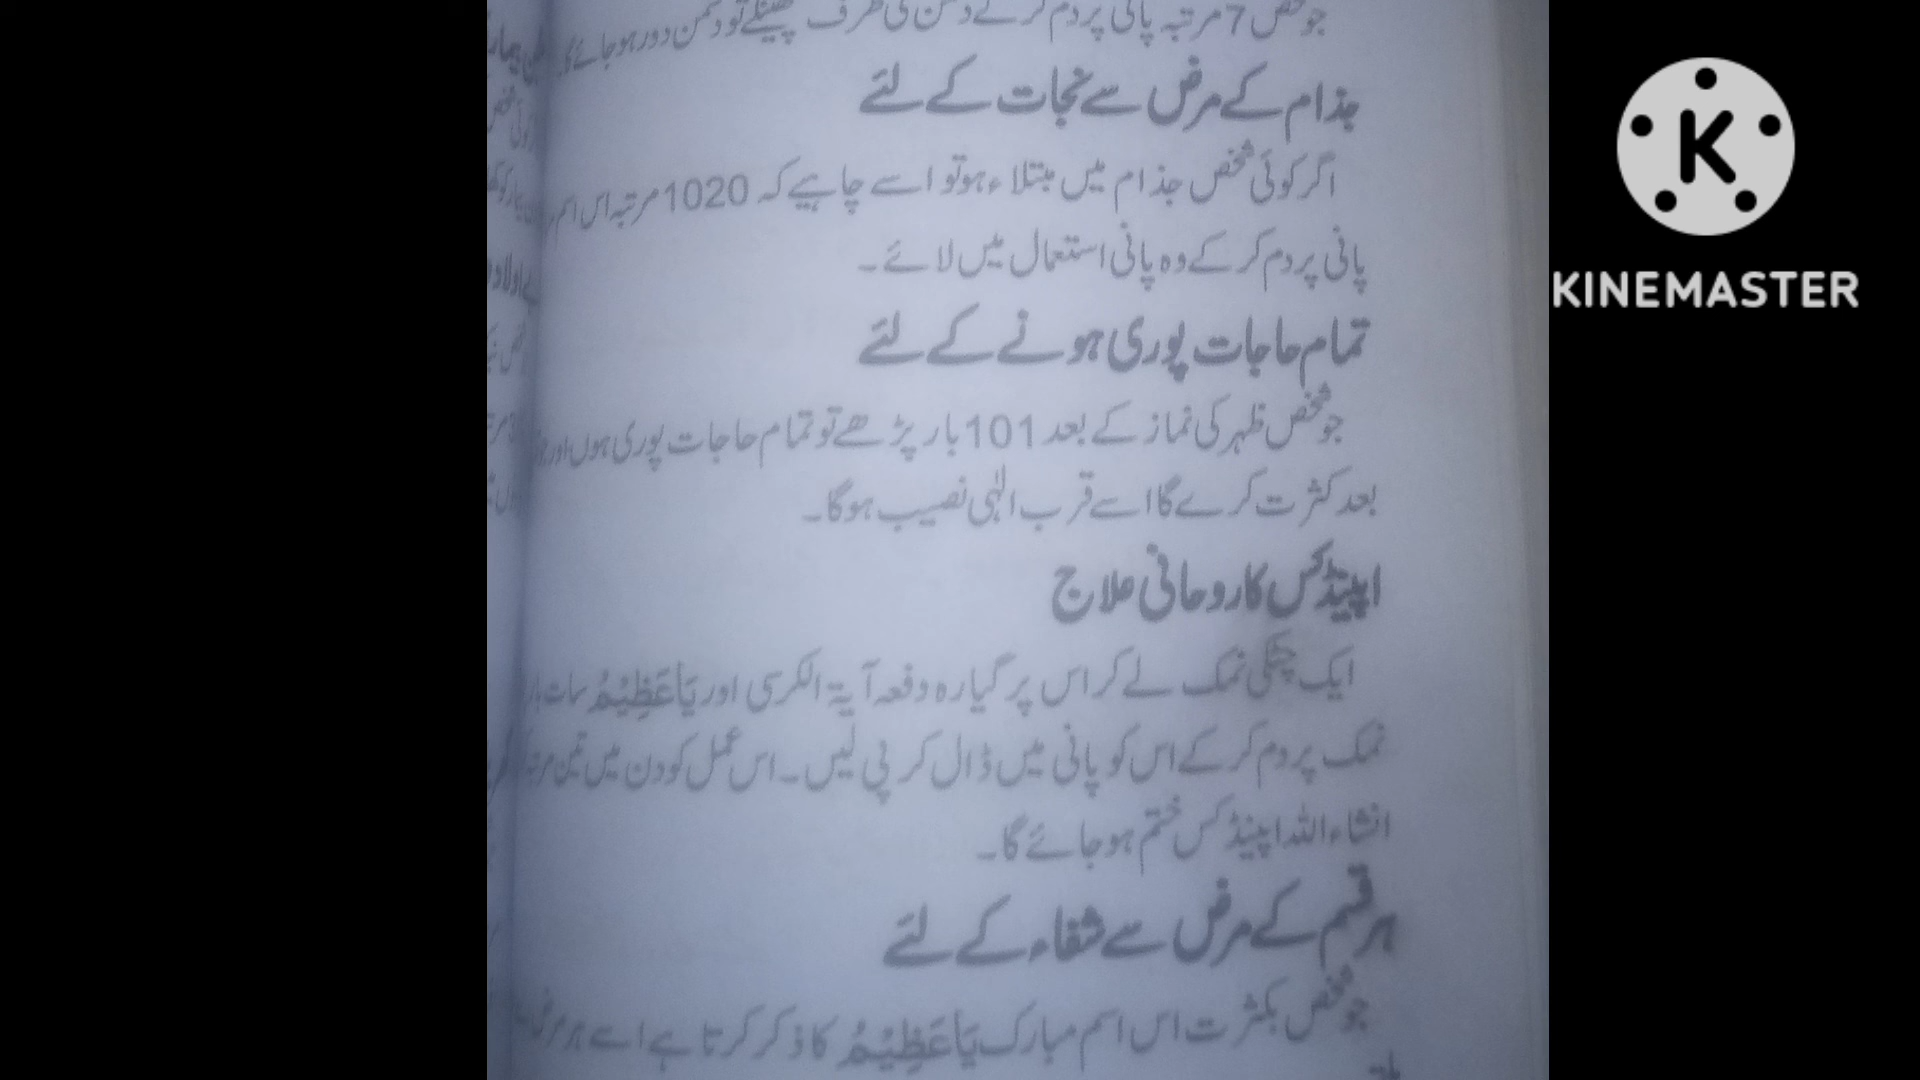 جو شخص 7 مرتبہ پانی پر دم کر کے دشمن کی طرف پھینکے تو دشمن دور ہو جائے گا۔
جذام کے مرض سے نجات کے لئے
اگر کوئی شخص جذام میں مبتلاء ہو تو اسے چاہیے کہ 1020 مرتبہ اس اسم
پانی پر دم کر کے وہ پانی استعمال میں لائے۔
تمام حاجات پوری ہونے کے لئے
جو شخص ظہر کی نماز کے بعد 101 بار پڑھے تو تمام حاجات پوری ہوں اور
بعد کثرت کرے گا اسے قرب الٰہی نصیب ہوگا۔
اپینڈکس کا روحانی علاج
ایک چٹکی نمک لے کر اس پر گیارہ دفعہ آیۃ الکرسی اور یَا عَظِیْمُ سات بار
نمک پر دم کر کے اس کو پانی میں ڈال کر پی لیں۔ اس عمل کو دن میں تین مرتبہ
انشاء اللہ اپینڈکس ختم ہو جائے گا۔
ہر قسم کے مرض سے شفاء کے لئے
جو شخص بکثرت اس اسم مبارک یَا عَظِیْمُ کا ذکر کرتا ہے اسے ہر مرض
KINEMASTER